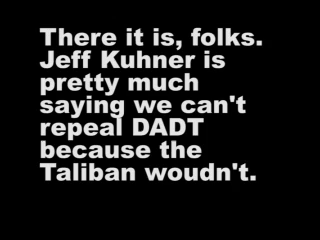 There it is, folks.
Jeff Kuhner is
pretty much
saying we can't
repeal DADT
because the
Taliban woudn't.